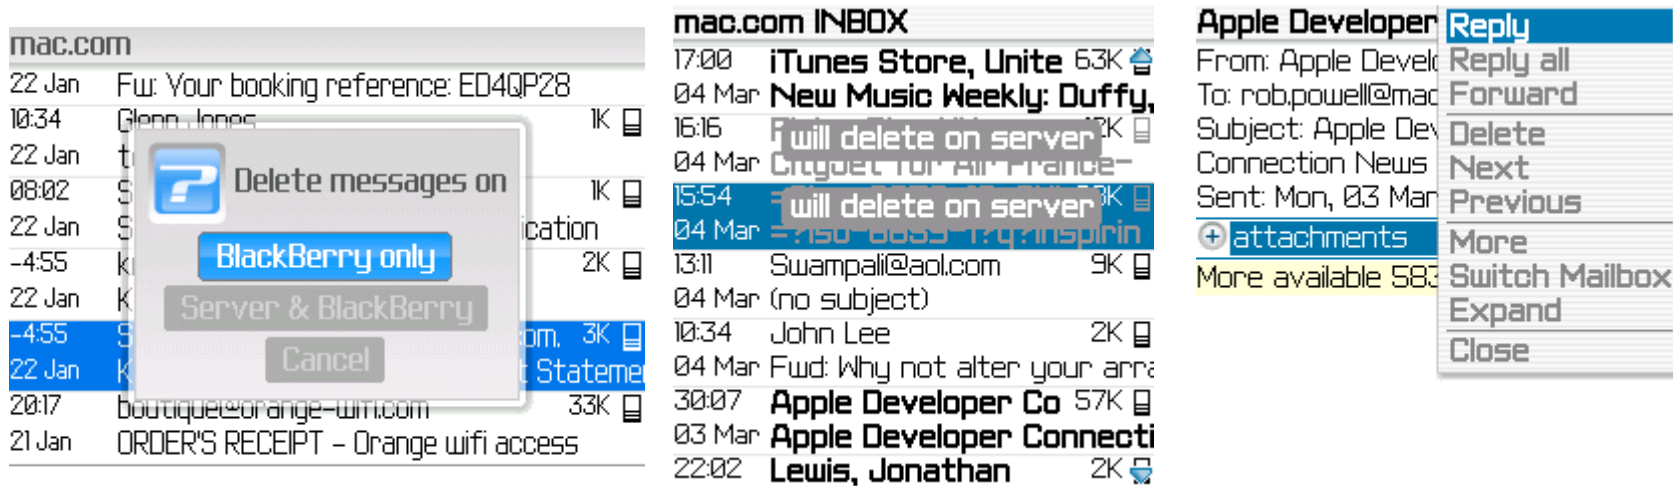 mac.com
22 Jan Fw: Your booking reference: ED4QP28
10:34 Glenn Jones 1K
22 Jan
08:02 1K
22 Jan ication
-4:55 2K
22 Jan
-4:55 om. 3K
22 Jan t Stateme
20:17 boutique@orange-wifi.com 33K
21 Jan ORDER'S RECEIPT - Orange wifi access
Delete messages on
BlackBerry only
Server & BlackBerry
Cancel
mac.com INBOX
17:00 iTunes Store, Unite 63K
04 Mar New Music Weekly: Duffy,
16:16
will delete on server
04 Mar CityJet for Air France-
15:54
will delete on server
04 Mar =?iso-8859-1?q?Inspirin
13:11 Swampali@aol.com 9K
04 Mar (no subject)
10:34 John Lee 2K
04 Mar Fwd: Why not alter your arra
30:07 Apple Developer Co 57K
03 Mar Apple Developer Connecti
22:02 Lewis, Jonathan 2K
Apple Developer
From: Apple Develo
To: rob.powell@mac
Subject: Apple Dev
Connection News
Sent: Mon, 03 Mar
attachments
More available 583
Reply
Reply all
Forward
Delete
Next
Previous
More
Switch Mailbox
Expand
Close